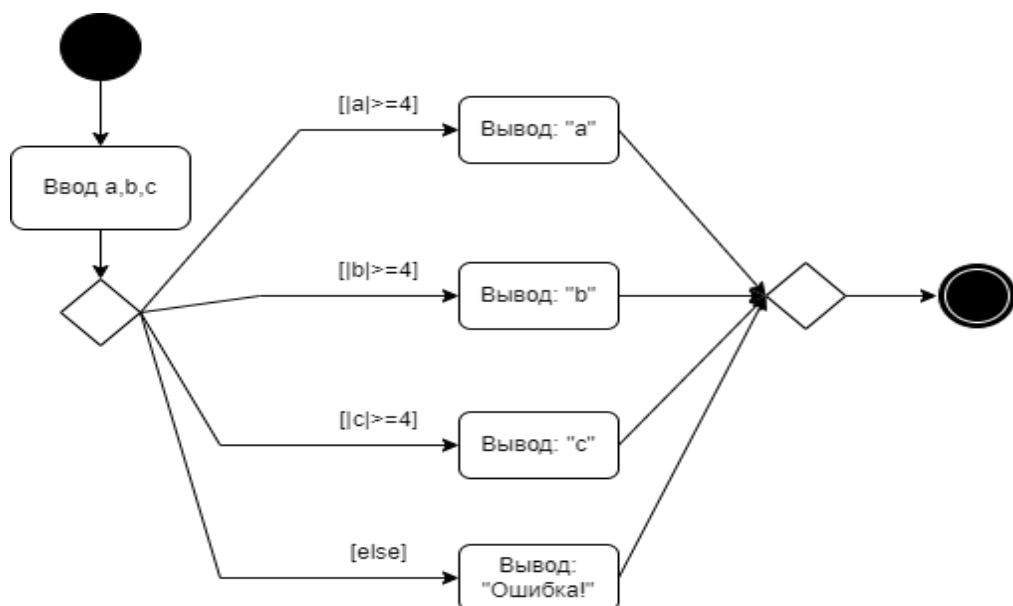 [|a|>=4]
Вывод: "a"
Ввод a,b,c
[|b|>=4]
Вывод: "b"
[|c|>=4]
Вывод: "c"
[else]
Вывод:
"Ошибка!"